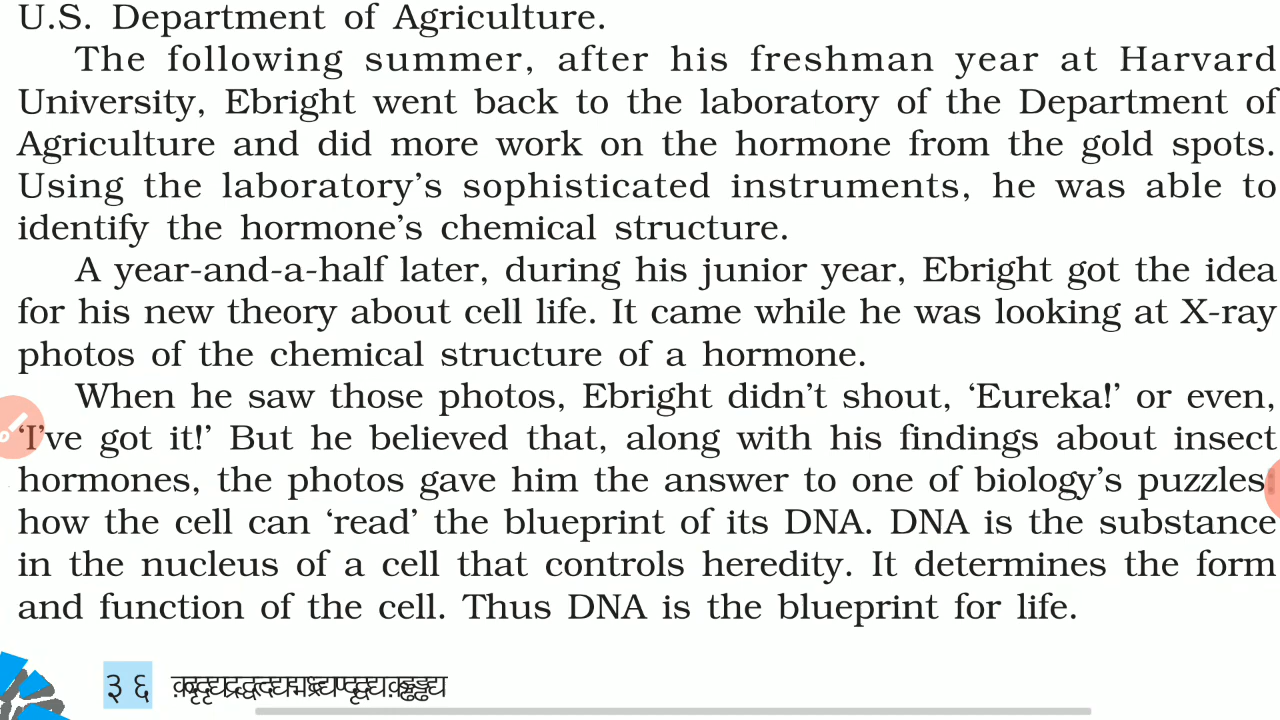 U.S. Department of Agriculture.
The following summer, after his freshman year at Harvard
University, Ebright went back to the laboratory of the Department of
Agriculture and did more work on the hormone from the gold spots.
Using the laboratory’s sophisticated instruments, he was able to
identify the hormone’s chemical structure.
A year-and-a-half later, during his junior year, Ebright got the idea
for his new theory about cell life. It came while he was looking at X-ray
photos of the chemical structure of a hormone.
When he saw those photos, Ebright didn’t shout, ‘Eureka!’ or even,
‘I’ve got it!’ But he believed that, along with his findings about insect
hormones, the photos gave him the answer to one of biology’s puzzles:
how the cell can ‘read’ the blueprint of its DNA. DNA is the substance
in the nucleus of a cell that controls heredity. It determines the form
and function of the cell. Thus DNA is the blueprint for life.
३६